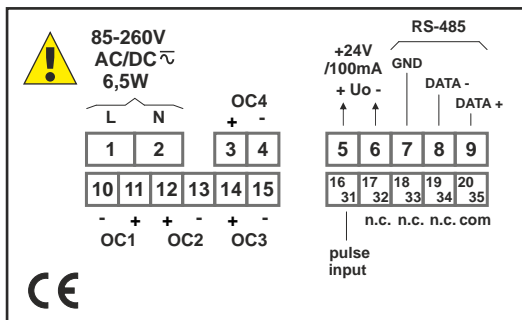 85-260V
AC/DC
6,5W
L N
OC4
+ -
1 2 3 4
10 11 12 13 14 15
- + + - + -
OC1 OC2 OC3
CE
RS-485
+24V
/100mA
+ Uo -
GND
DATA -
DATA +
5 6 7 8 9
16 17 18 19 20
31 32 33 34 35
n.c. n.c. n.c. com
pulse
input